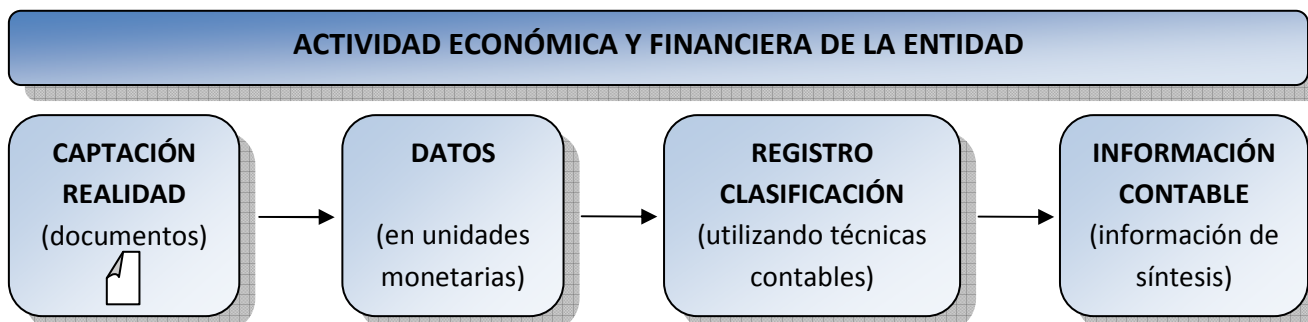 ACTIVIDAD ECONÓMICA Y FINANCIERA DE LA ENTIDAD
CAPTACIÓN
REALIDAD
(documentos)
DATOS
(en unidades
monetarias)
REGISTRO
CLASIFICACIÓN
(utilizando técnicas
contables)
INFORMACIÓN
CONTABLE
(información de
síntesis)